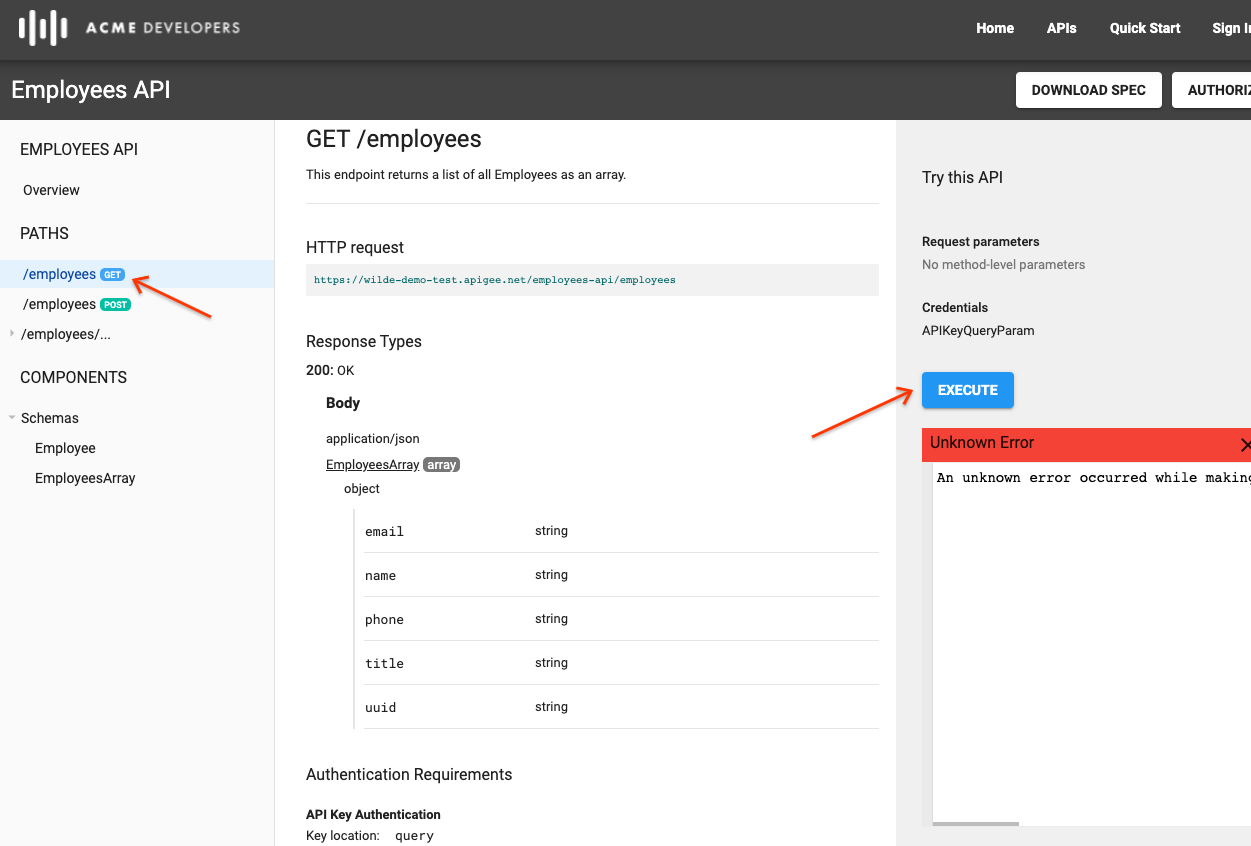 ACME DEVELOPERS
Home APIs Quick Start Sign I
Employees API
DOWNLOAD SPEC AUTHORIZ
EMPLOYEES API
Overview
PATHS
/employees GET
/employees POST
/employees/...
COMPONENTS
Schemas
Employee
EmployeesArray
GET /employees
This endpoint returns a list of all Employees as an array.
HTTP request
https://wilde-demo-test.apigee.net/employees-api/employees
Response Types
200: OK
Body
application/json
EmployeesArray array
object
email string
name string
phone string
title string
uuid string
Authentication Requirements
API Key Authentication
Key location: query
Try this API
Request parameters
No method-level parameters
Credentials
APIKeyQueryParam
EXECUTE
Unknown Error
An unknown error occurred while making